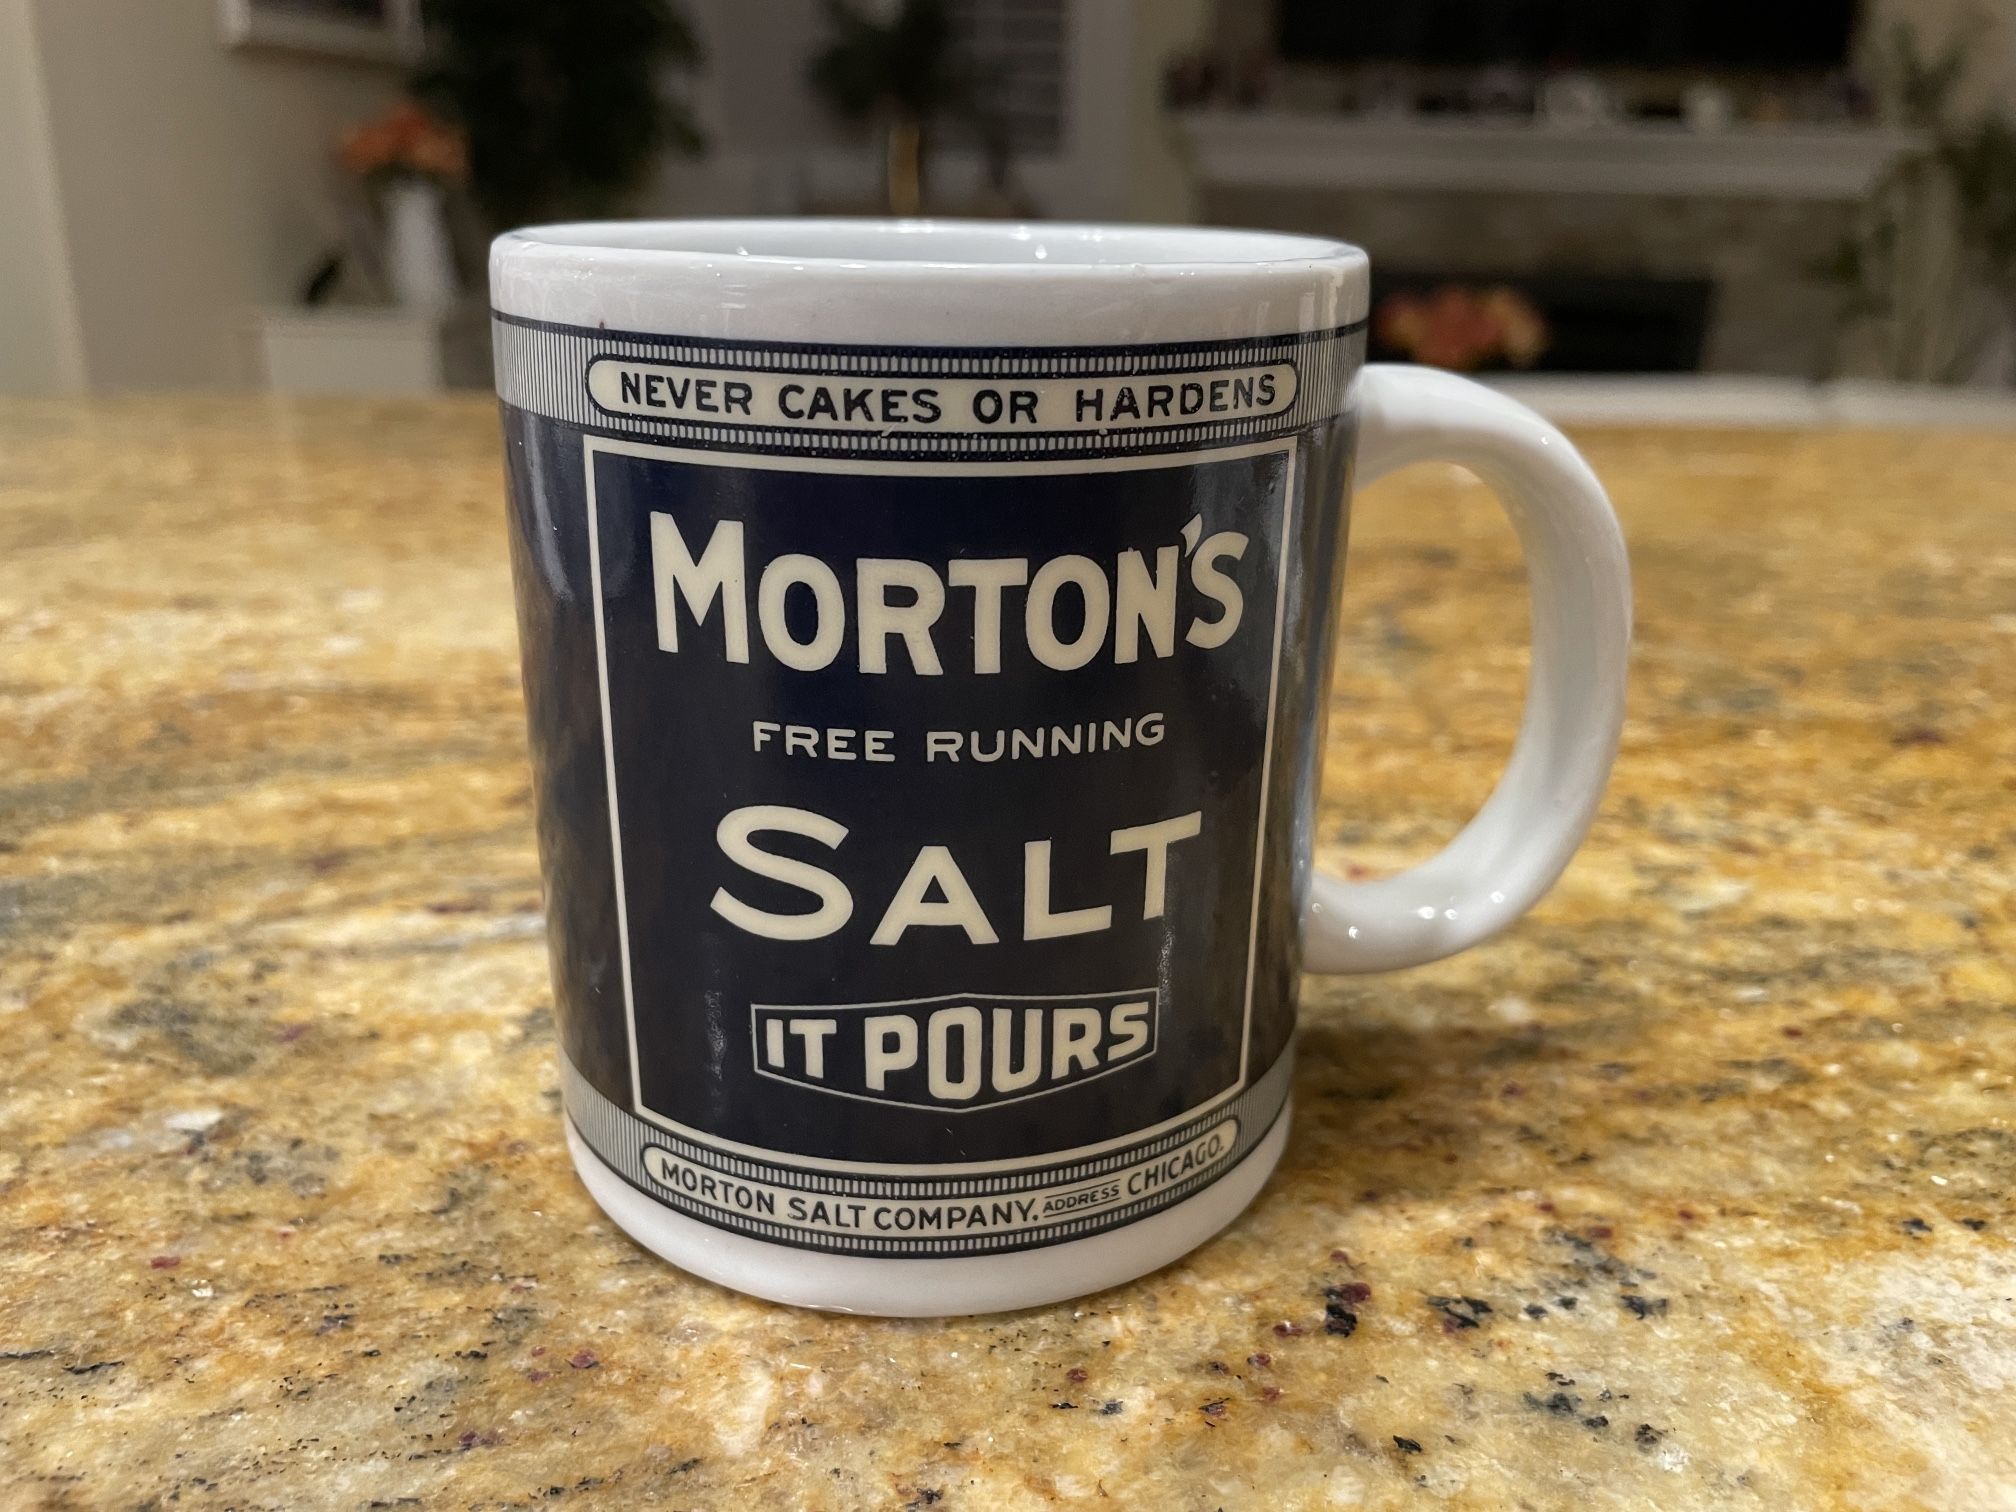 NEVER CAKES OR HARDENS
MORTON'S
FREE RUNNING
SALT
IT POURS
MORTON SALT COMPANY. ADDRESS CHICAGO.